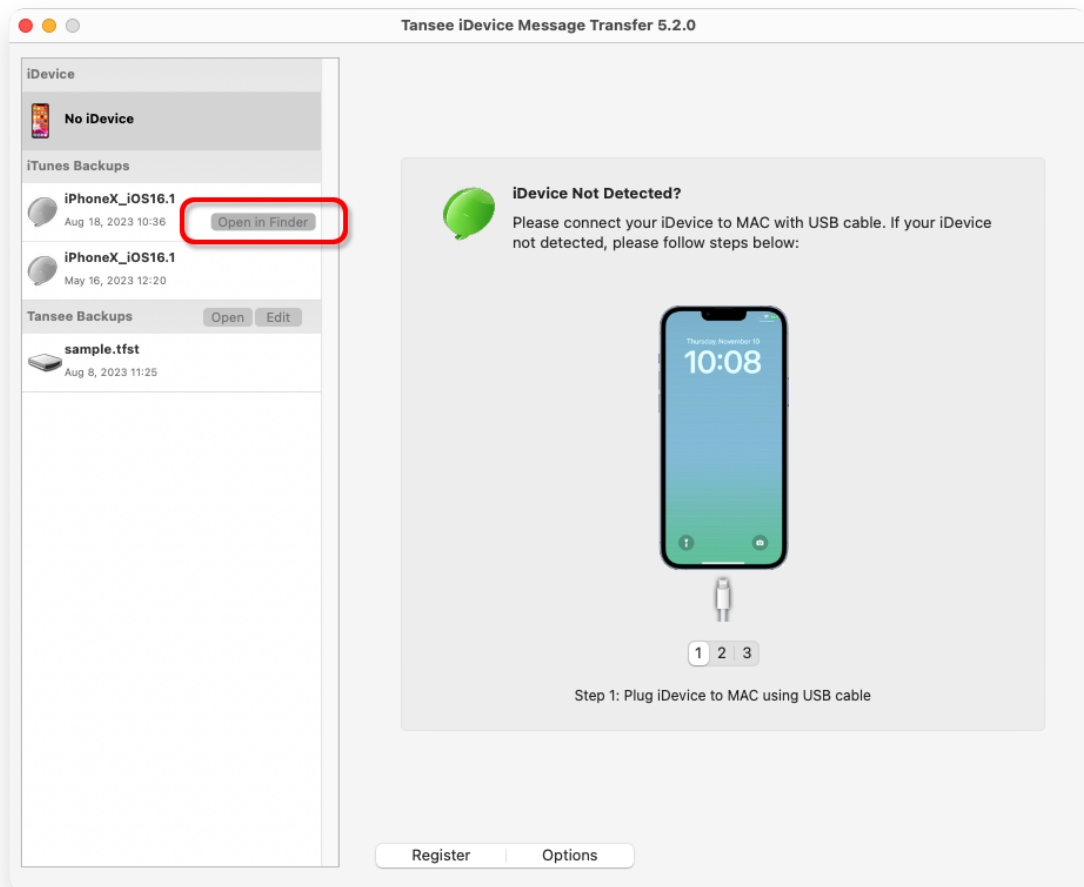 Tansee iDevice Message Transfer 5.2.0
iDevice
No iDevice
iTunes Backups
iPhoneX_iOS16.1
Aug 18, 2023 10:36
Open in Finder
iPhoneX_iOS16.1
May 16, 2023 12:20
Tansee Backups
Open
Edit
sample.tfst
Aug 8, 2023 11:25
iDevice Not Detected?
Please connect your iDevice to MAC with USB cable. If your iDevice
not detected, please follow steps below:
Thursday, November 10
10:08
1 2 3
Step 1: Plug iDevice to MAC using USB cable
Register
Options